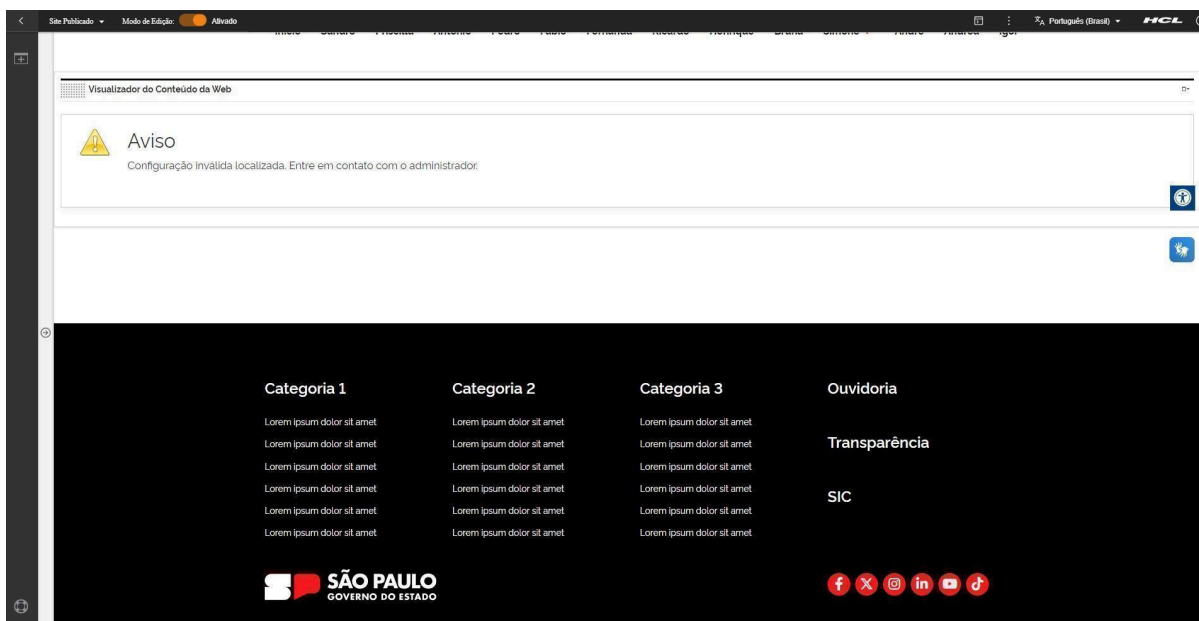 Site Publicado Modo de Edição: Ativado Português (Brasil) HCL
Visualizador do Conteúdo da Web
Aviso
Configuração inválida localizada. Entre em contato com o administrador.
Categoria 1 Categoria 2 Categoria 3 Ouvidoria
Lorem ipsum dolor sit amet Lorem ipsum dolor sit amet Lorem ipsum dolor sit amet
Lorem ipsum dolor sit amet Lorem ipsum dolor sit amet Lorem ipsum dolor sit amet Transparência
Lorem ipsum dolor sit amet Lorem ipsum dolor sit amet Lorem ipsum dolor sit amet
Lorem ipsum dolor sit amet Lorem ipsum dolor sit amet Lorem ipsum dolor sit amet SIC
Lorem ipsum dolor sit amet Lorem ipsum dolor sit amet Lorem ipsum dolor sit amet
Lorem ipsum dolor sit amet Lorem ipsum dolor sit amet Lorem ipsum dolor sit amet
SÃO PAULO
GOVERNO DO ESTADO